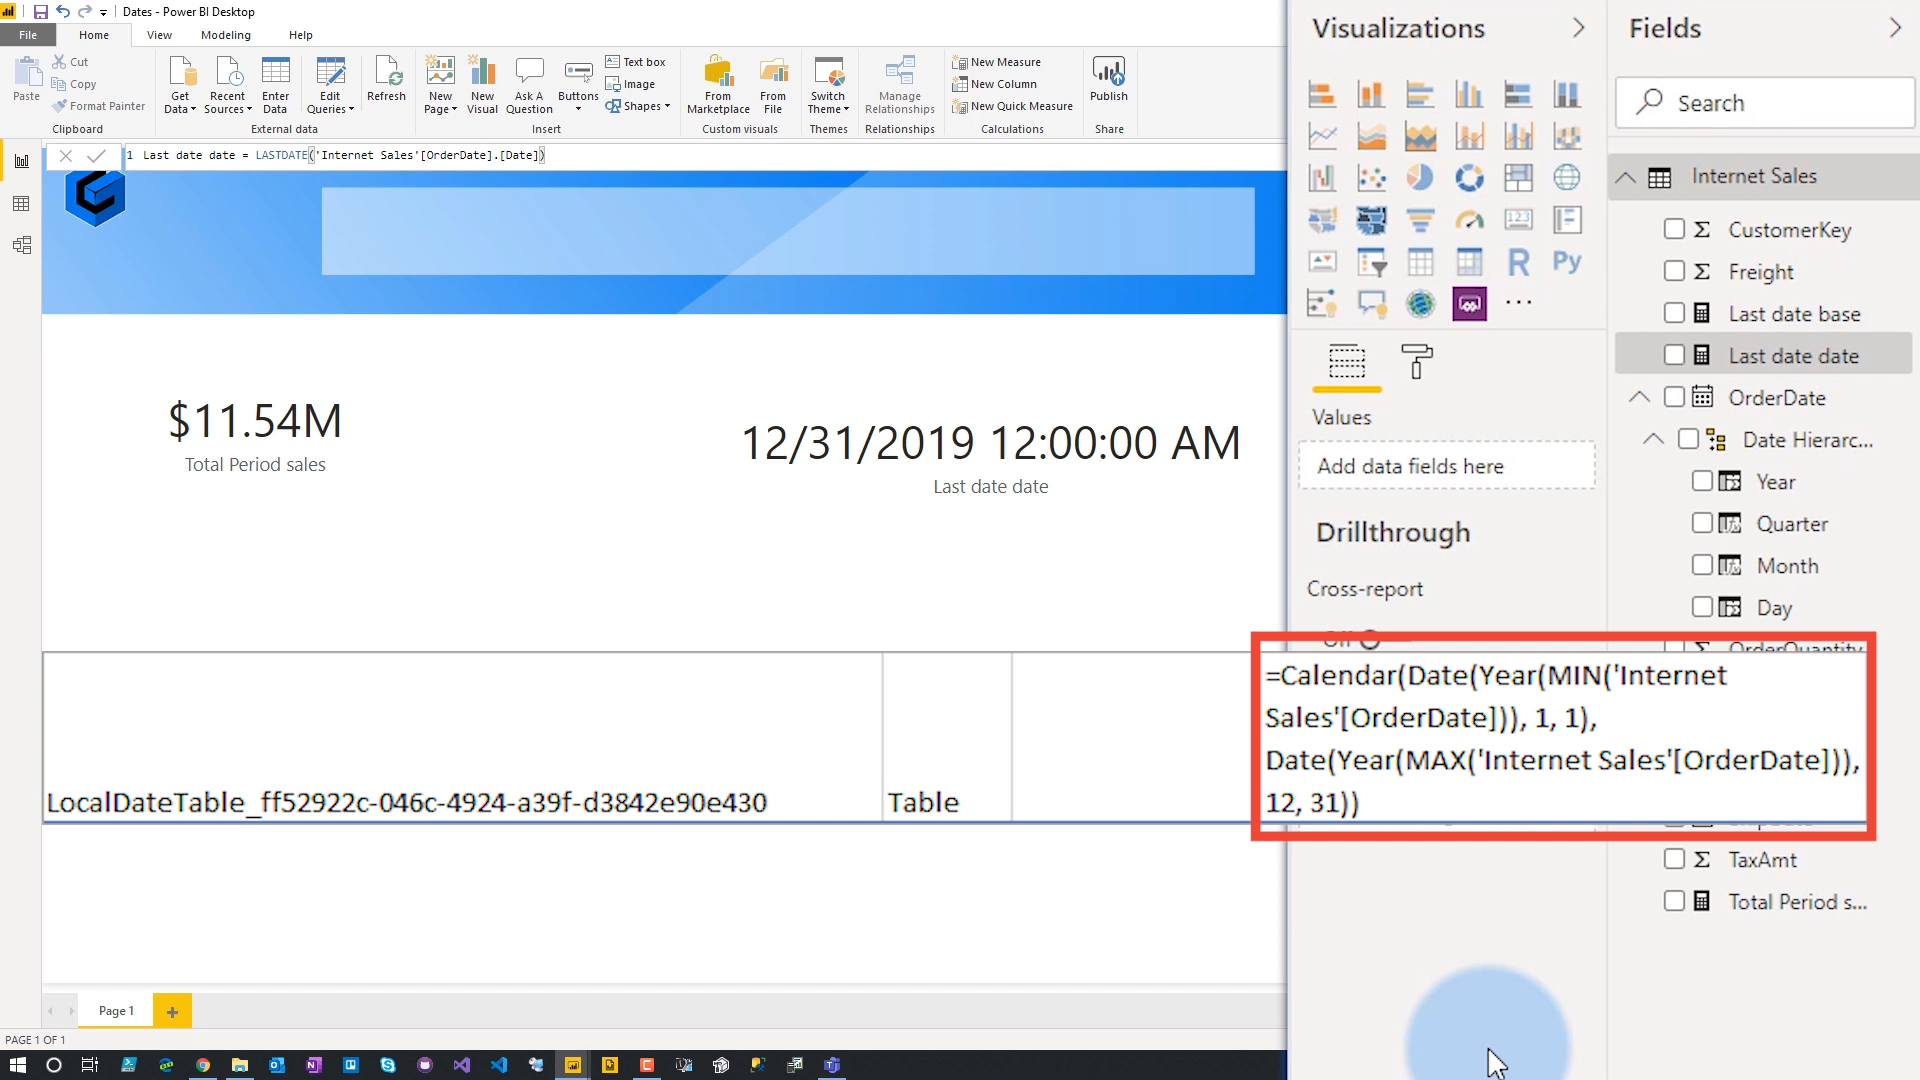 Dates - Power BI Desktop
File
Home
View
Modeling
Help
Paste
Cut
Copy
Format Painter
Clipboard
Get Data
Recent Sources
Enter Data
Edit Queries
Refresh
External data
New Page
New Visual
Ask A Question
Buttons
Text box
Image
Shapes
Insert
From Marketplace
From File
Custom visuals
Switch Theme
Themes
Manage Relationships
Relationships
New Measure
New Column
New Quick Measure
Calculations
Publish
Share
1 Last date date = LASTDATE('Internet Sales'[OrderDate].[Date])
$11.54M
Total Period sales
12/31/2019 12:00:00 AM
Last date date
LocalDateTable_ff52922c-046c-4924-a39f-d3842e90e430
Table
=Calendar(Date(Year(MIN('Internet
Sales'[OrderDate])), 1, 1),
Date(Year(MAX('Internet Sales'[OrderDate])),
12, 31))
Visualizations
R
Py
123
Values
Add data fields here
Drillthrough
Cross-report
Off
Fields
Search
Internet Sales
CustomerKey
Freight
Last date base
Last date date
OrderDate
Date Hierarc...
Year
Quarter
Month
Day
OrderQuantity
TaxAmt
Total Period s...
Page 1
PAGE 1 OF 1